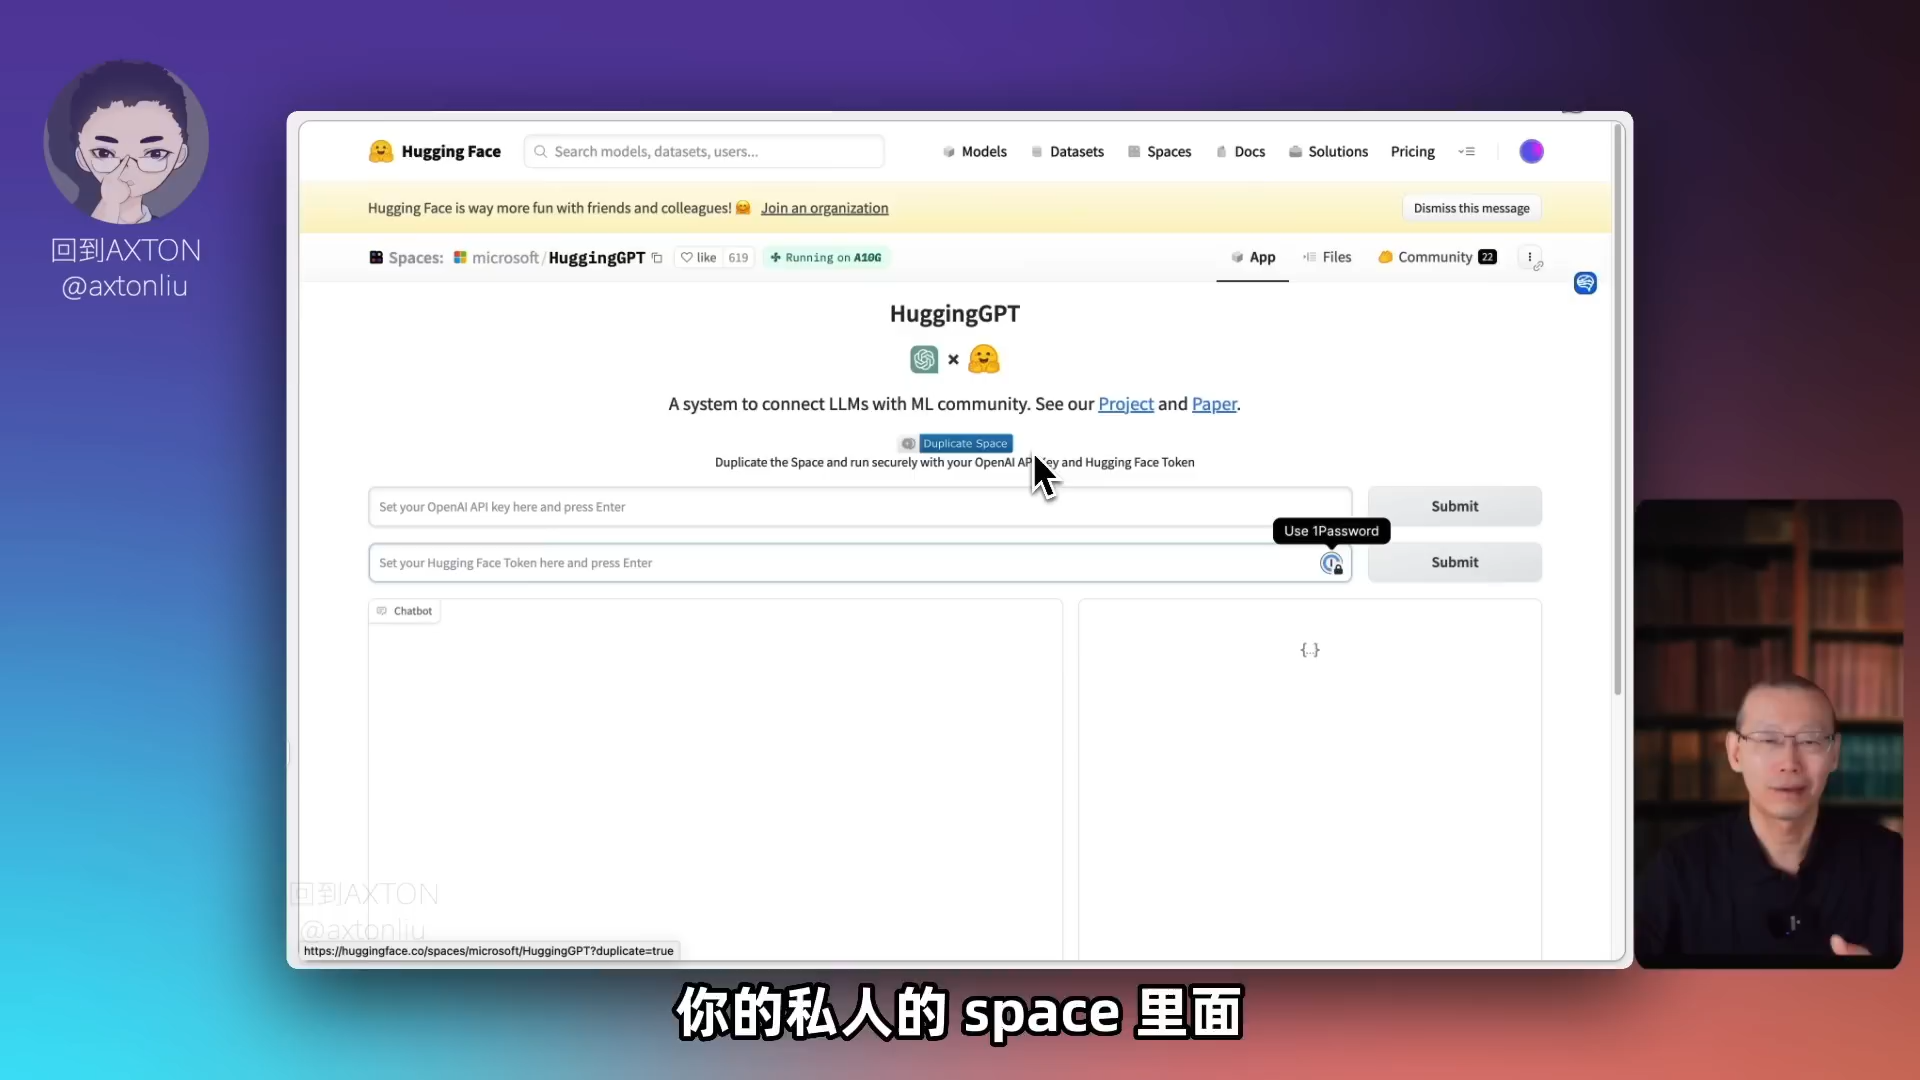 回到AXTON
@axtonliu
Hugging Face
Search models, datasets, users...
Models
Datasets
Spaces
Docs
Solutions
Pricing
Hugging Face is way more fun with friends and colleagues! 🤗 Join an organization
Dismiss this message
Spaces: microsoft/HuggingGPT
like 619
Running on A10G
App
Files
Community 22
HuggingGPT
×
A system to connect LLMs with ML community. See our Project and Paper.
Duplicate Space
Duplicate the Space and run securely with your OpenAI API Key and Hugging Face Token
Set your OpenAI API key here and press Enter
Submit
Use 1Password
Set your Hugging Face Token here and press Enter
Submit
Chatbot
{...}
回到AXTON
@axtonliu
https://huggingface.co/spaces/microsoft/HuggingGPT?duplicate=true
你的私人的 space 里面